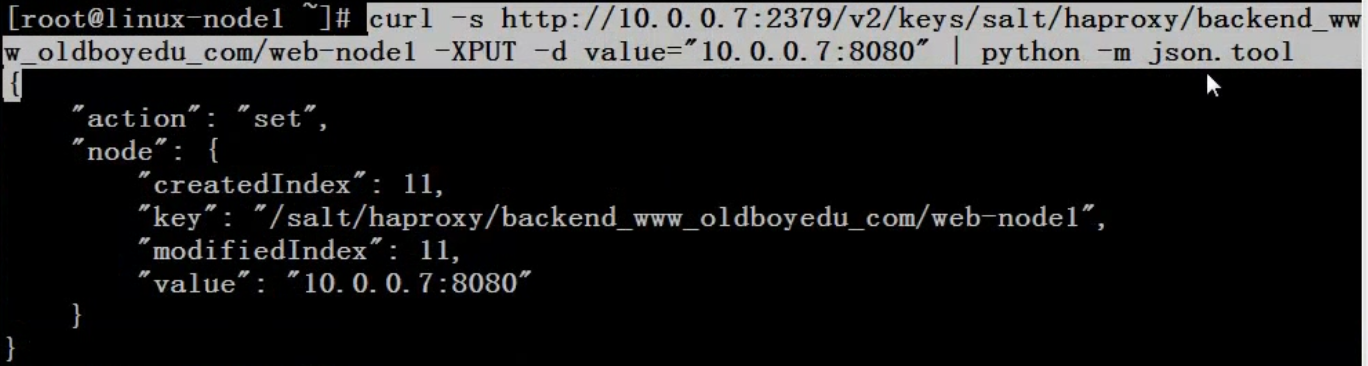 [root@linux-node1 ~]# curl -s http://10.0.0.7:2379/v2/keys/salt/haproxy/backend_ww
w_oldboyedu_com/web-node1 -XPUT -d value="10.0.0.7:8080" | python -m json.tool
{
    "action": "set",
    "node": {
        "createdIndex": 11,
        "key": "/salt/haproxy/backend_www_oldboyedu_com/web-node1",
        "modifiedIndex": 11,
        "value": "10.0.0.7:8080"
    }
}